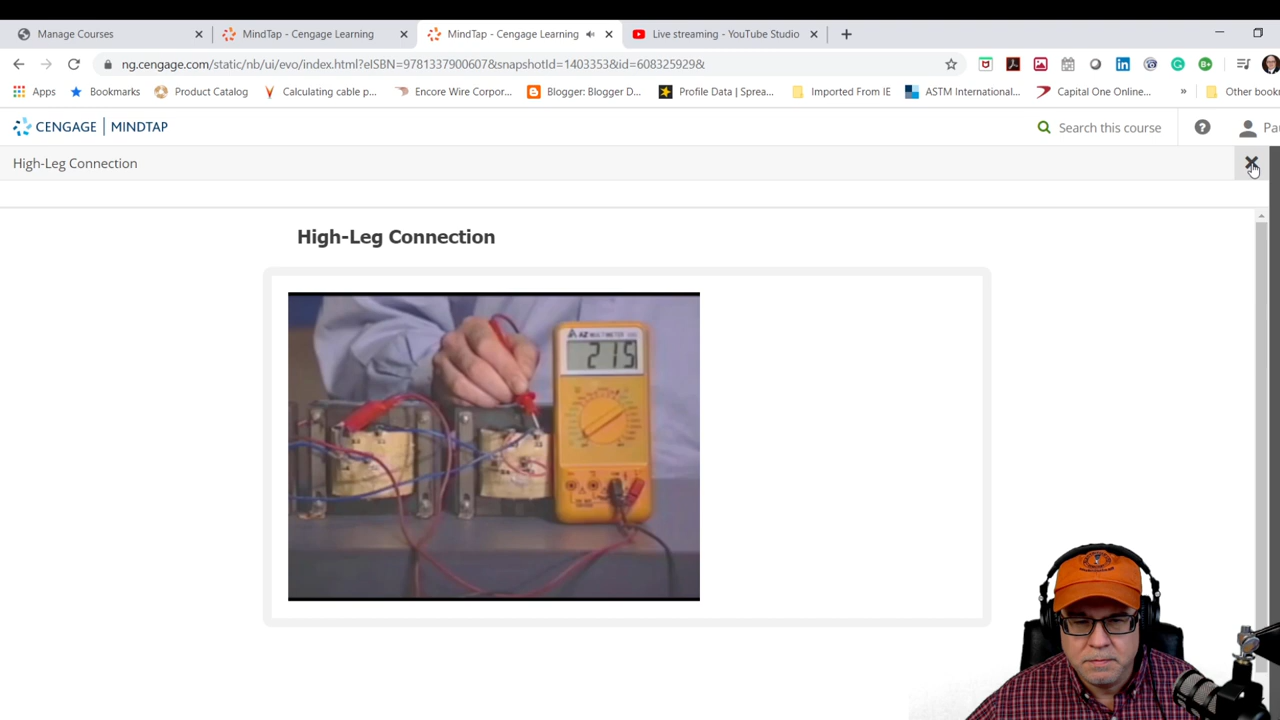 Manage Courses
MindTap - Cengage Learning
MindTap - Cengage Learning
Live streaming - YouTube Studio
ng.cengage.com/static/nb/ui/evo/index.html?eISBN=9781337900607&snapshotId=1403353&id=608325929&
Apps
Bookmarks
Product Catalog
Calculating cable p...
Encore Wire Corpor...
Blogger: Blogger D...
Profile Data | Sprea...
Imported From IE
ASTM International...
Capital One Online...
»
Other book
CENGAGE | MINDTAP
Search this course
Pa
High-Leg Connection
High-Leg Connection
MULTIMETER
215